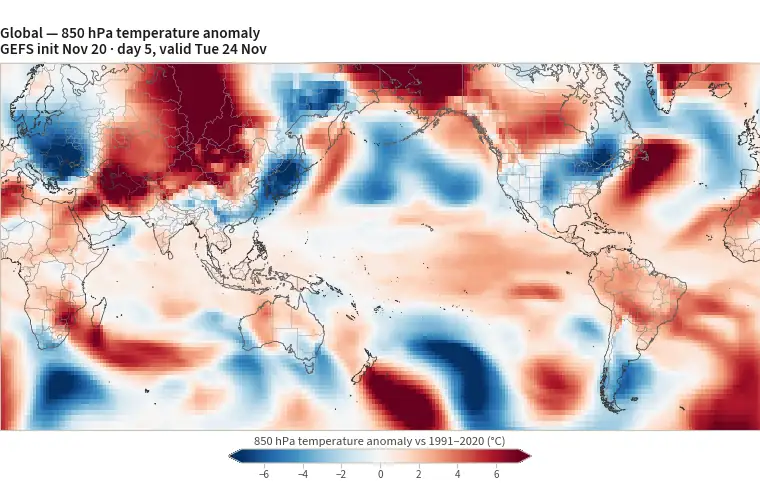 Global — 850 hPa temperature anomaly
GEFS init Nov 20 · day 5, valid Tue 24 Nov
850 hPa temperature anomaly vs 1991–2020 (°C)
−6 −4 −2 0 2 4 6